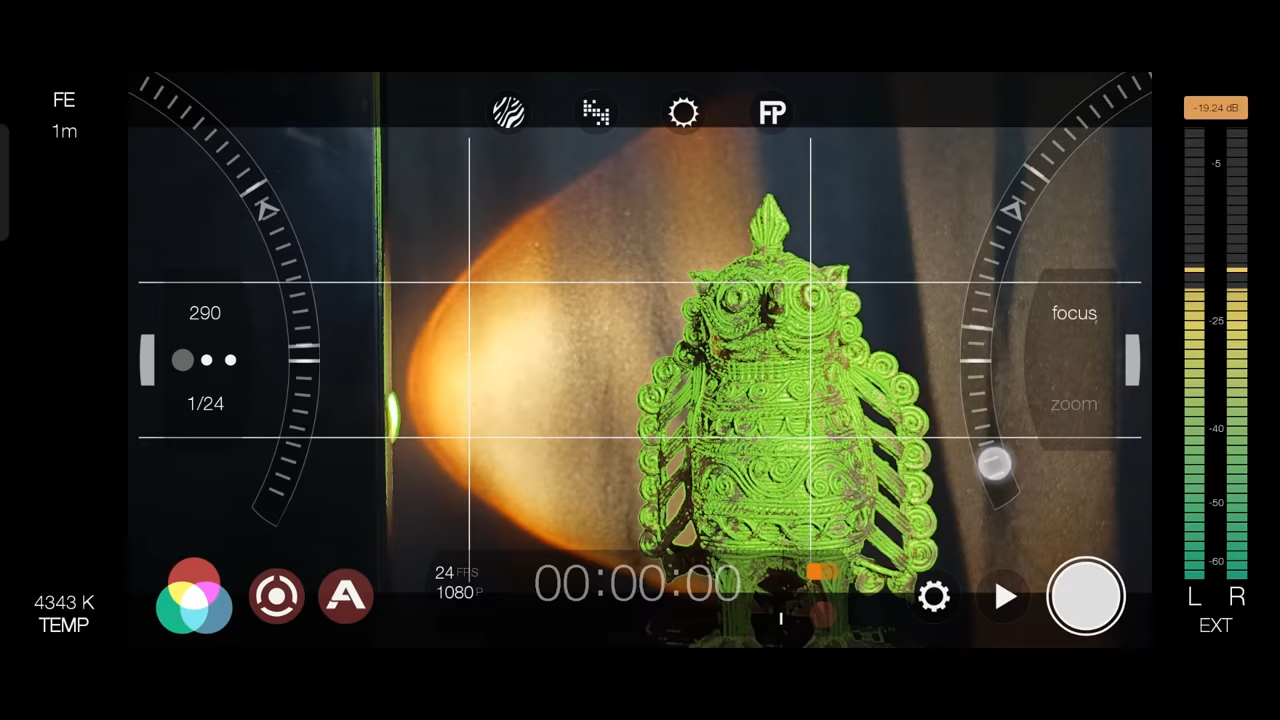 FE
1m
FP
-19.24 dB
-5
290
focus
-25
1/24
zoom
-40
-50
-60
24 FPS
1080 P
00:00:00
A
4343 K
TEMP
L R
EXT